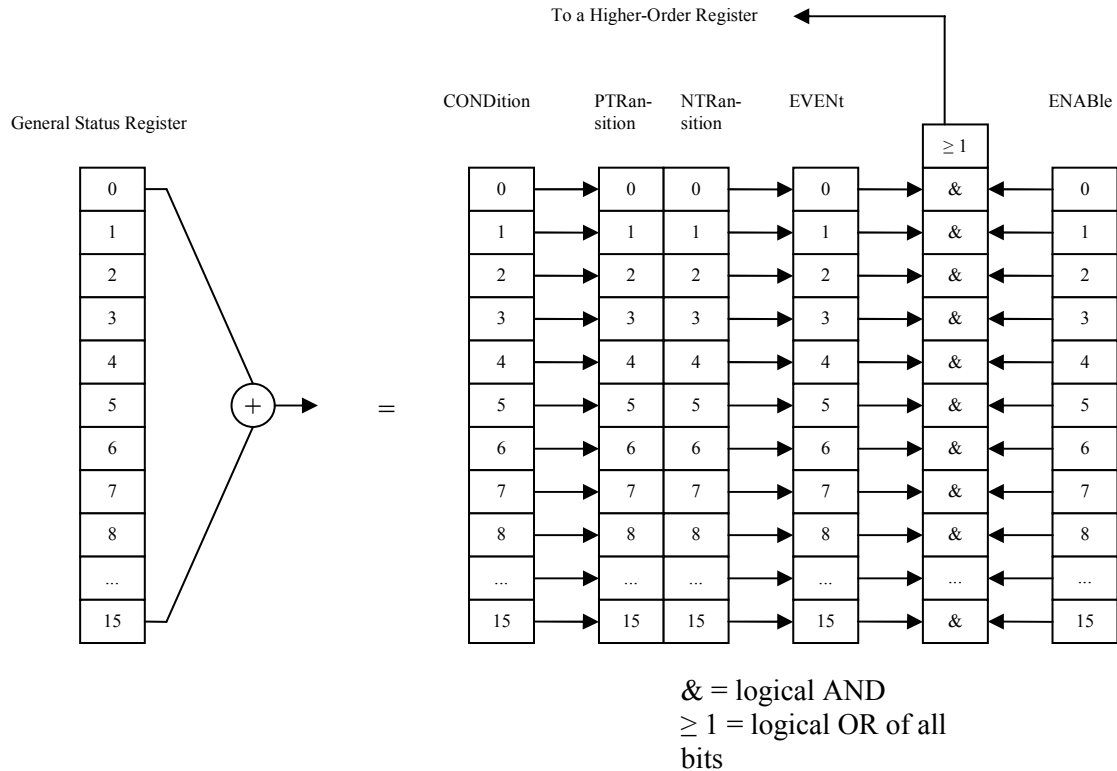 To a Higher-Order Register
CONDition PTRan- NTRan- EVENt ENABle
sition sition
General Status Register
≥ 1
0 0 0 0 0 & 0
1 1 1 1 1 & 1
2 2 2 2 2 & 2
3 3 3 3 3 & 3
4 4 4 4 4 & 4
5 5 5 5 5 & 5
+ =
6 6 6 6 6 & 6
7 7 7 7 7 & 7
8 8 8 8 8 & 8
... ... ... ... ... ... ...
15 15 15 15 15 & 15
& = logical AND
≥ 1 = logical OR of all
bits